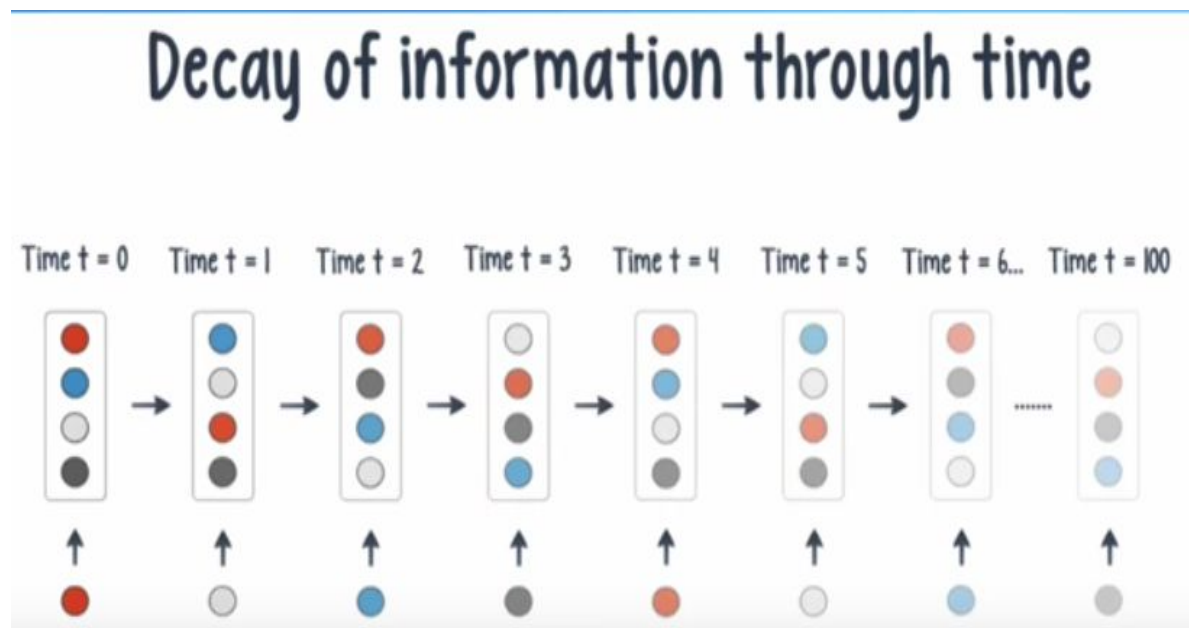 Decay of information through time
Time t = 0 Time t = 1 Time t = 2 Time t = 3 Time t = 4 Time t = 5 Time t = 6... Time t = 100
.......